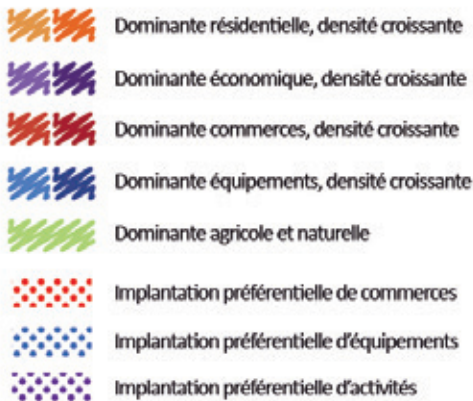 Dominante résidentielle, densité croissante
Dominante économique, densité croissante
Dominante commerces, densité croissante
Dominante équipements, densité croissante
Dominante agricole et naturelle
Implantation préférentielle de commerces
Implantation préférentielle d'équipements
Implantation préférentielle d'activités